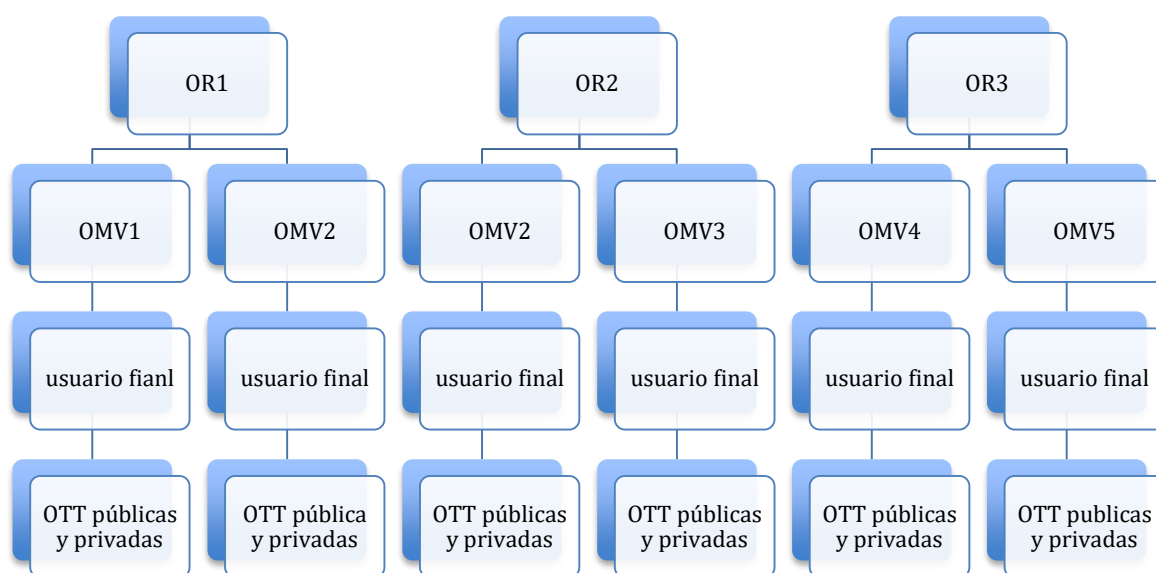 OR1
OR2
OR3
OMV1
OMV2
OMV2
OMV3
OMV4
OMV5
usuario fianl
usuario final
usuario final
usuario final
usuario final
usuario final
OTT públicas
y privadas
OTT pública
y privadas
OTT públicas
y privadas
OTT públicas
y privadas
OTT públicas
y privadas
OTT publicas
y privadas